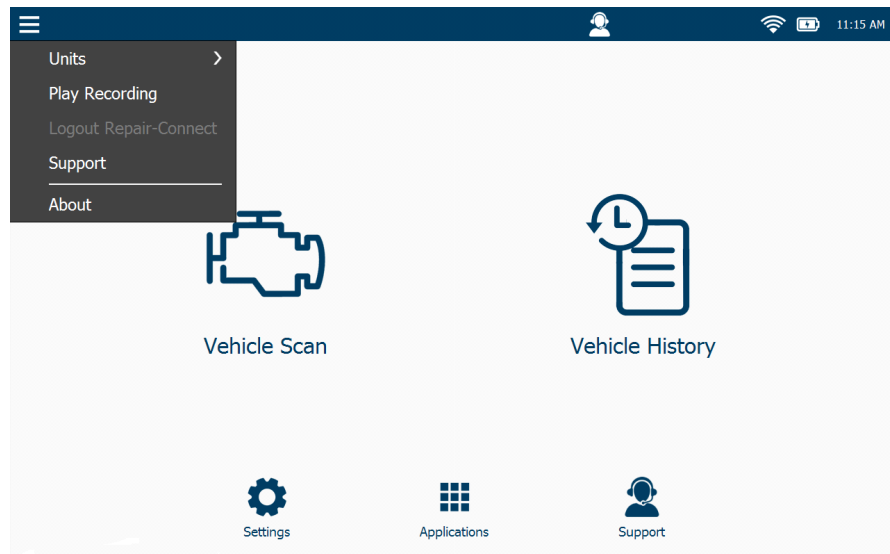 11:15 AM
Units
Play Recording
Logout Repair-Connect
Support
About
Vehicle Scan
Vehicle History
Settings
Applications
Support